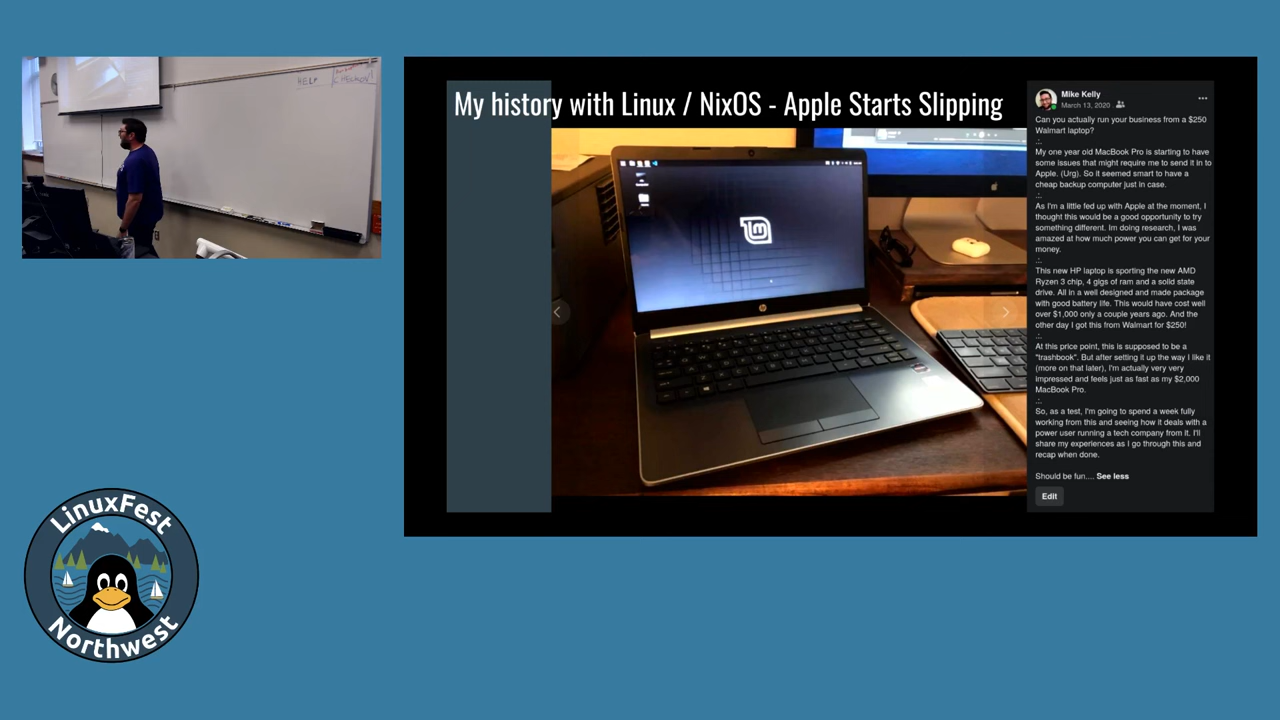 HELP
My history with Linux / NixOS - Apple Starts Slipping
Mike Kelly
March 13, 2020
Can you actually run your business from a $250
Walmart laptop?
.:.
My one year old MacBook Pro is starting to have
some issues that might require me to send it in to
Apple. (Urg). So it seemed smart to have a
cheap backup computer just in case.
.:.
As I'm a little fed up with Apple at the moment, I
thought this would be a good opportunity to try
something different. Im doing research, I was
amazed at how much power you can get for your
money.
.:.
This new HP laptop is sporting the new AMD
Ryzen 3 chip, 4 gigs of ram and a solid state
drive. All in a well designed and made package
with good battery life. This would have cost well
over $1,000 only a couple years ago. And the
other day I got this from Walmart for $250!
.:.
At this price point, this is supposed to be a
"trashbook". But after setting it up the way I like it
(more on that later), I'm actually very very
impressed and feels just as fast as my $2,000
MacBook Pro.
.:.
So, as a test, I'm going to spend a week fully
working from this and seeing how it deals with a
power user running a tech company from it. I'll
share my experiences as I go through this and
recap when done.
Should be fun.... See less
Edit
lm
hp
LinuxFest
Northwest